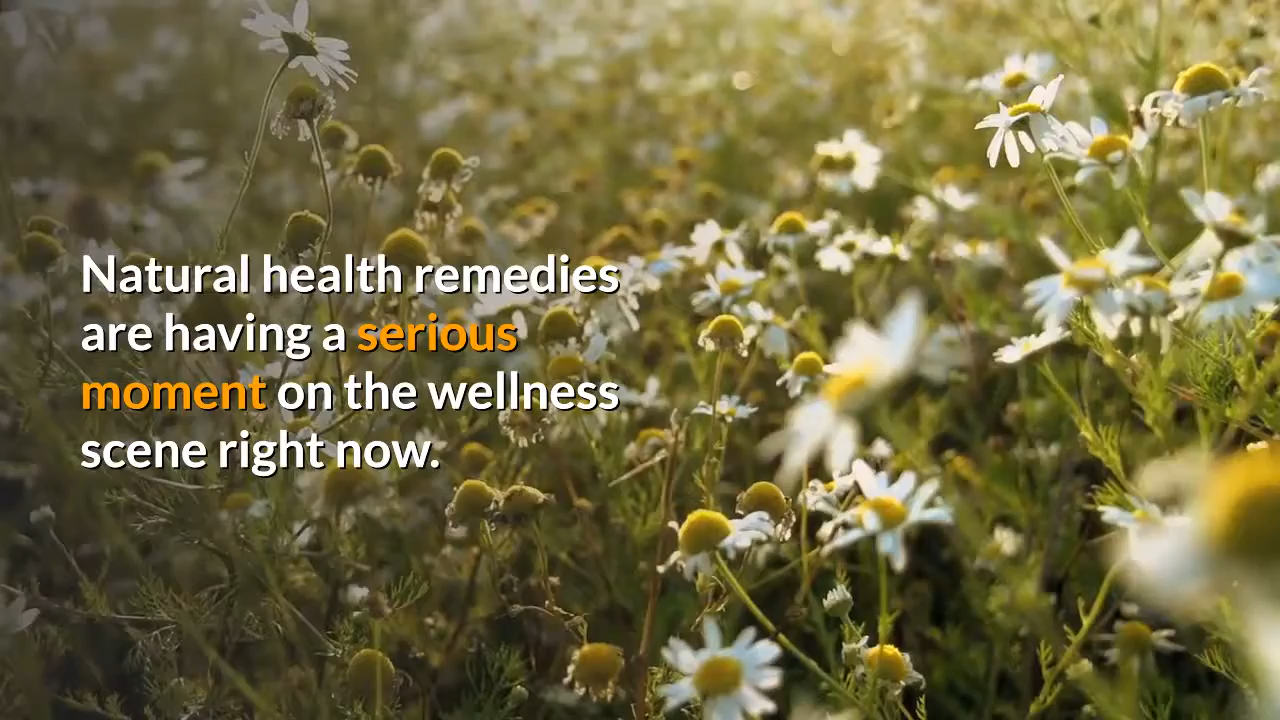 Natural health remedies
are having a serious
moment on the wellness
scene right now.